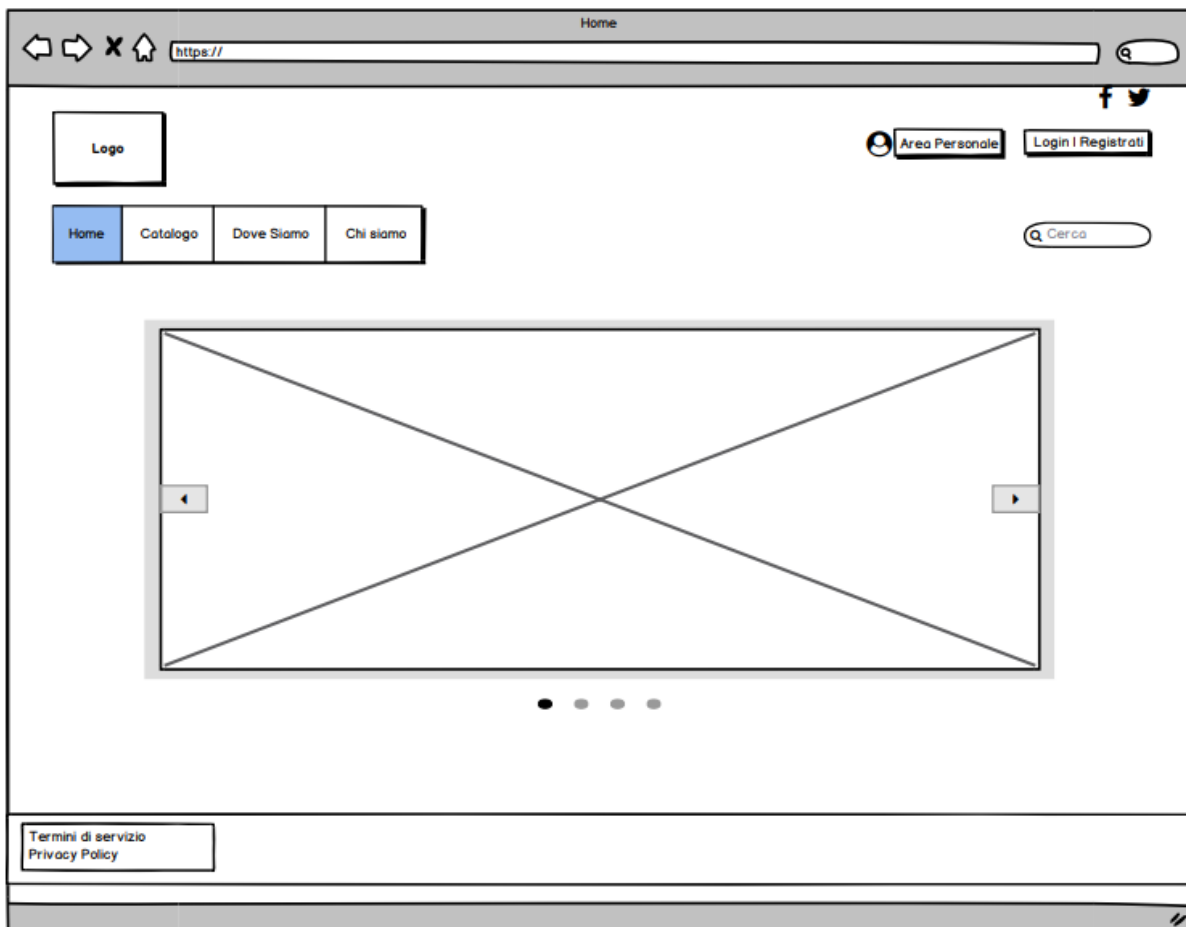 Home
https://
Logo
Area Personale
Login | Registrati
Home
Catalogo
Dove Siamo
Chi siamo
Cerca
Termini di servizio
Privacy Policy